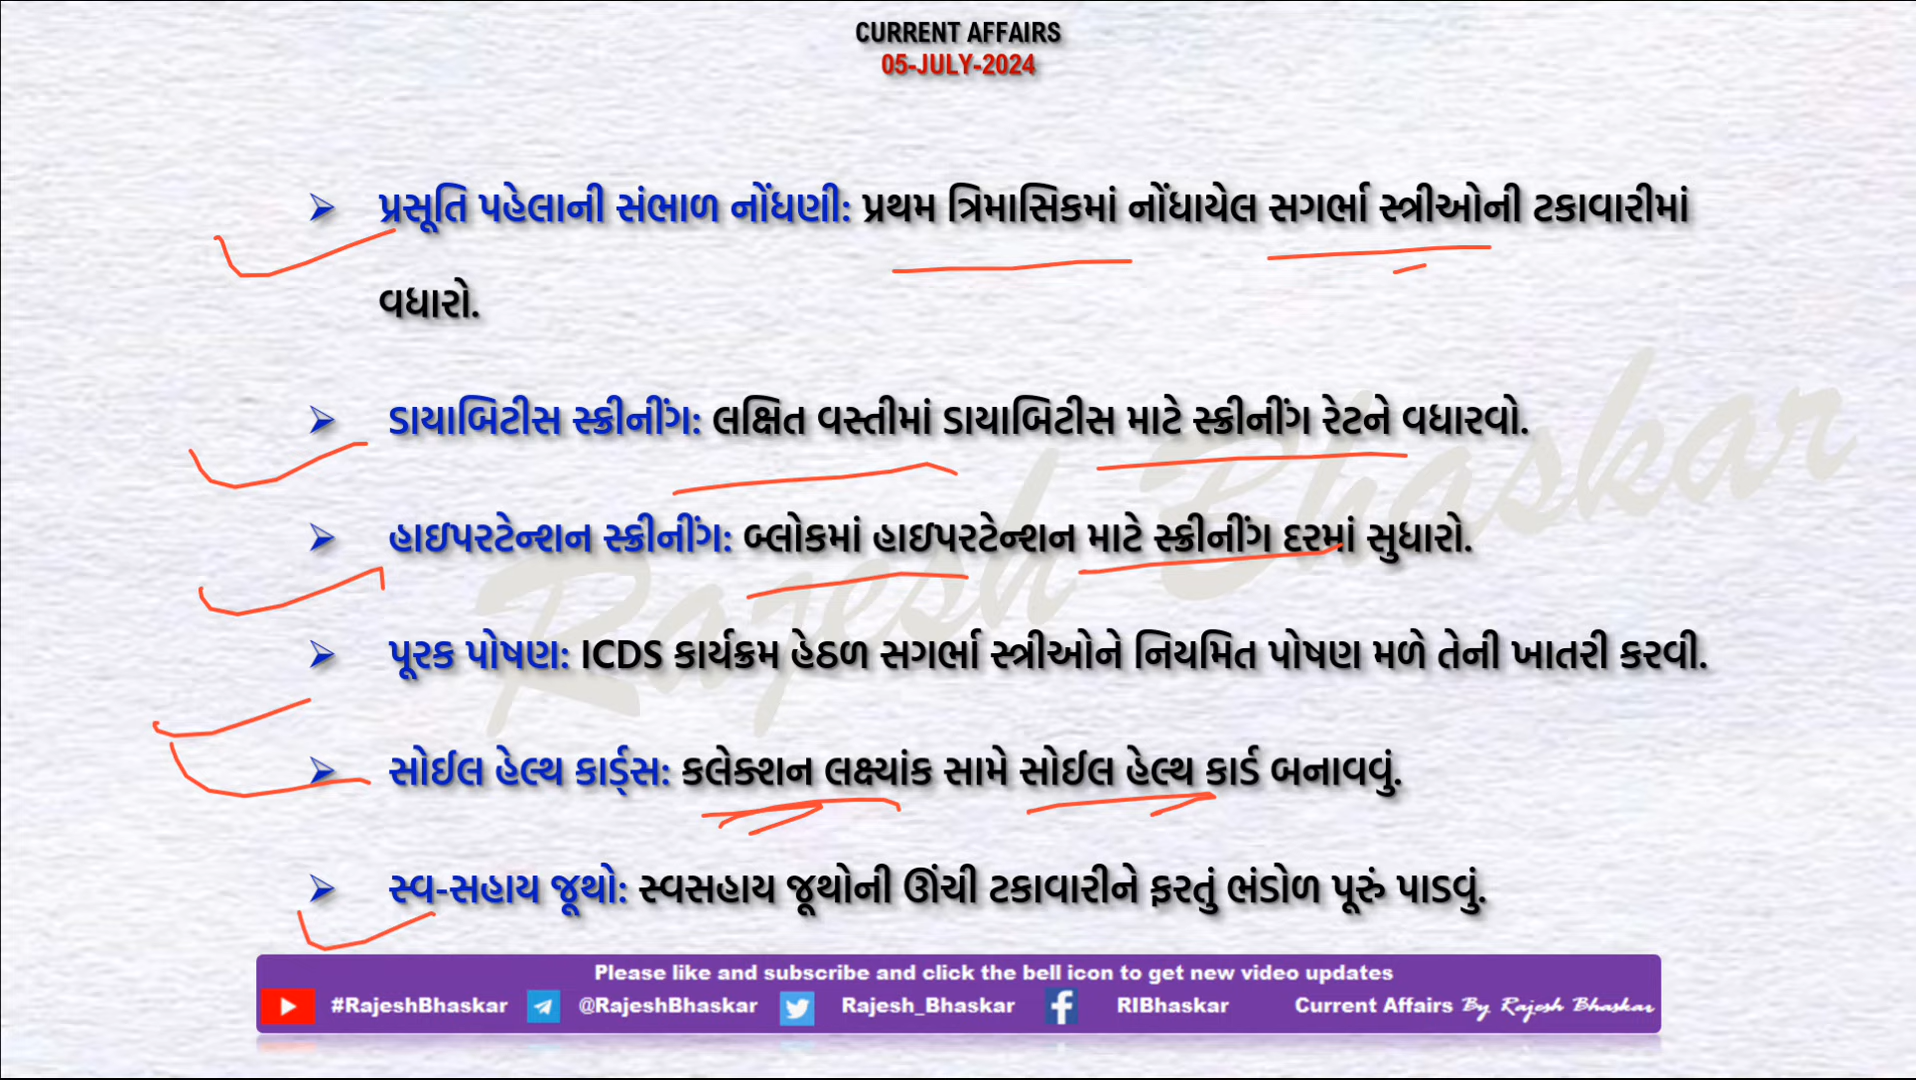 CURRENT AFFAIRS
05-JULY-2024
પ્રસૂતિ પહેલાની સંભાળ નોંધણી: પ્રથમ ત્રિમાસિકમાં નોંધાયેલ સગર્ભા સ્ત્રીઓની ટકાવારીમાં
વધારો.
ડાયાબિટીસ સ્ક્રીનીંગ: લક્ષિત વસ્તીમાં ડાયાબિટીસ માટે સ્ક્રીનીંગ રેટને વધારવો.
હાઇપરટેન્શન સ્ક્રીનીંગ: બ્લોકમાં હાઇપરટેન્શન માટે સ્ક્રીનીંગ દરમાં સુધારો.
પૂરક પોષણ: ICDS કાર્યક્રમ હેઠળ સગર્ભા સ્ત્રીઓને નિયમિત પોષણ મળે તેની ખાતરી કરવી.
સોઈલ હેલ્થ કાર્ડ્સ: કલેક્શન લક્ષ્યાંક સામે સોઈલ હેલ્થ કાર્ડ બનાવવું.
સ્વ-સહાય જૂથો: સ્વસહાય જૂથોની ઊંચી ટકાવારીને ફરતું ભંડોળ પૂરું પાડવું.
Rajesh Bhaskar
Please like and subscribe and click the bell icon to get new video updates
#RajeshBhaskar @RajeshBhaskar Rajesh_Bhaskar RIBhaskar Current Affairs By Rajesh Bhaskar